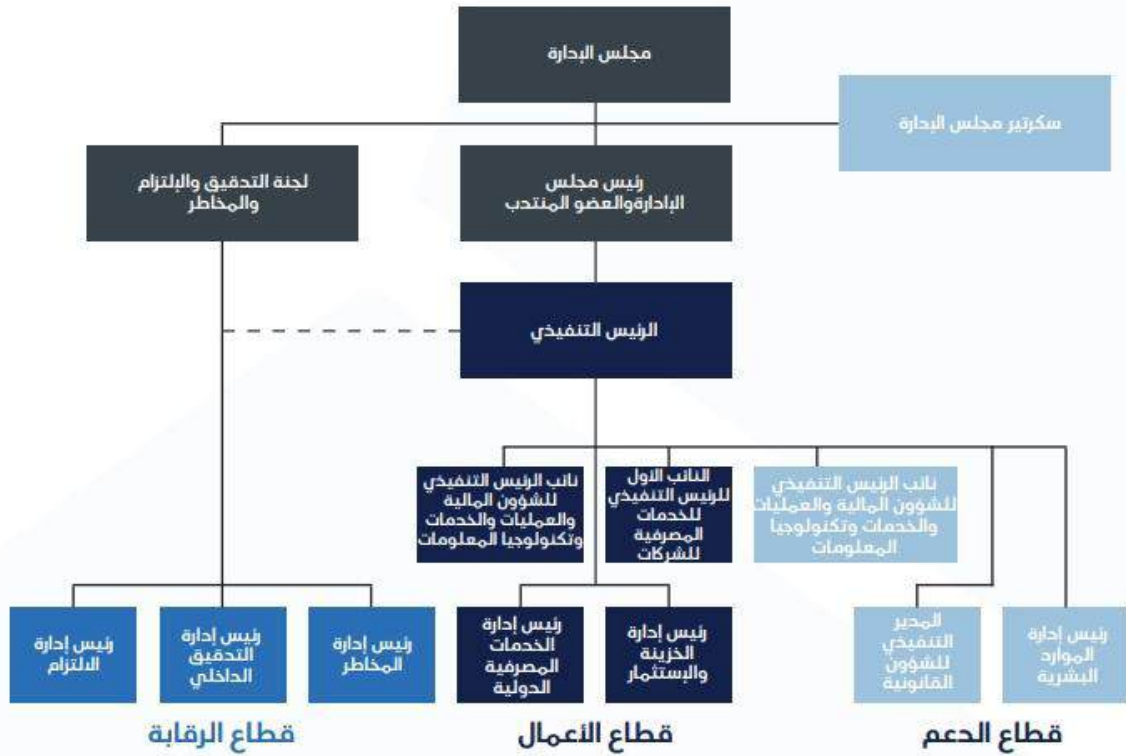 مجلس الإدارة
سكرتير مجلس الإدارة
رئيس مجلس
الإادارةوالعضو المنتدب
لجنة التدقيق والإلتزام
والمخاطر
الرئيس التنفيذي
نائب الرئيس التنفيذي
للشؤون المالية والعمليات
والخدمات وتكنولوجيا
المعلومات
النائب الأول
للرئيس التنفيذي
للخدمات
المصرفية
للشركات
نائب الرئيس التنفيذي
للشؤون المالية
والعمليات والخدمات
وتكنولوجيا المعلومات
رئيس إدارة
الموارد
البشرية
المدير
التنفيذي
للشؤون
القانونية
رئيس إدارة
الخزينة
والإستثمار
رئيس إدارة
الخدمات
المصرفية
الدولية
رئيس إدارة
المخاطر
رئيس إدارة
التدقيق
الداخلي
رئيس إدارة
الالتزام
قطاع الدعم
قطاع الأعمال
قطاع الرقابة